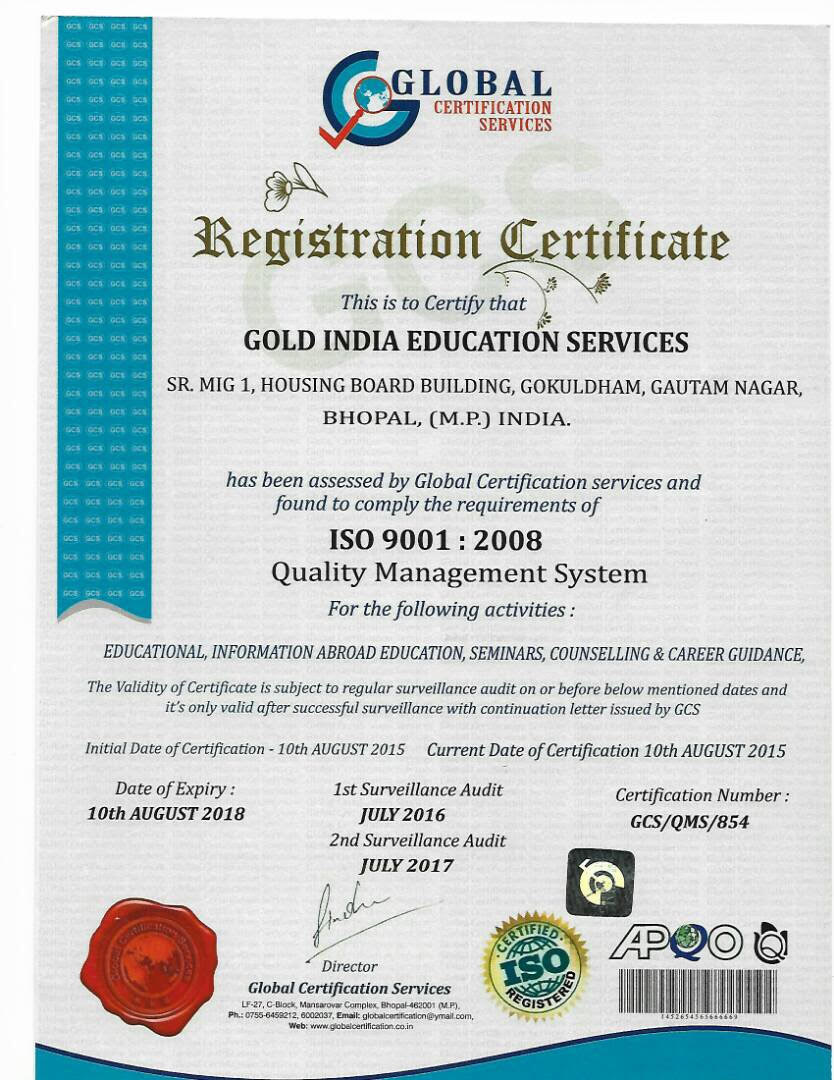 GLOBAL
CERTIFICATION
SERVICES
Registration Certificate
This is to Certify that
GOLD INDIA EDUCATION SERVICES
SR. MIG 1, HOUSING BOARD BUILDING, GOKULDHAM, GAUTAM NAGAR,
BHOPAL, (M.P.) INDIA.
has been assessed by Global Certification services and
found to comply the requirements of
ISO 9001 : 2008
Quality Management System
For the following activities :
EDUCATIONAL, INFORMATION ABROAD EDUCATION, SEMINARS, COUNSELLING & CAREER GUIDANCE,
The Validity of Certificate is subject to regular surveillance audit on or before below mentioned dates and
it's only valid after successful surveillance with continuation letter issued by GCS
Initial Date of Certification - 10th AUGUST 2015 Current Date of Certification 10th AUGUST 2015
Date of Expiry :
10th AUGUST 2018
1st Surveillance Audit
JULY 2016
2nd Surveillance Audit
JULY 2017
Certification Number :
GCS/QMS/854
Director
Global Certification Services
LF-27, C-Block, Mansarovar Complex, Bhopal-462001 (M.P.),
Ph.: 0755-6459212, 6002037, Email: globalcertification@ymail.com,
Web: www.globalcertification.co.in
Global Certification Services
CERTIFIED
ISO
REGISTERED
APQO
GCS